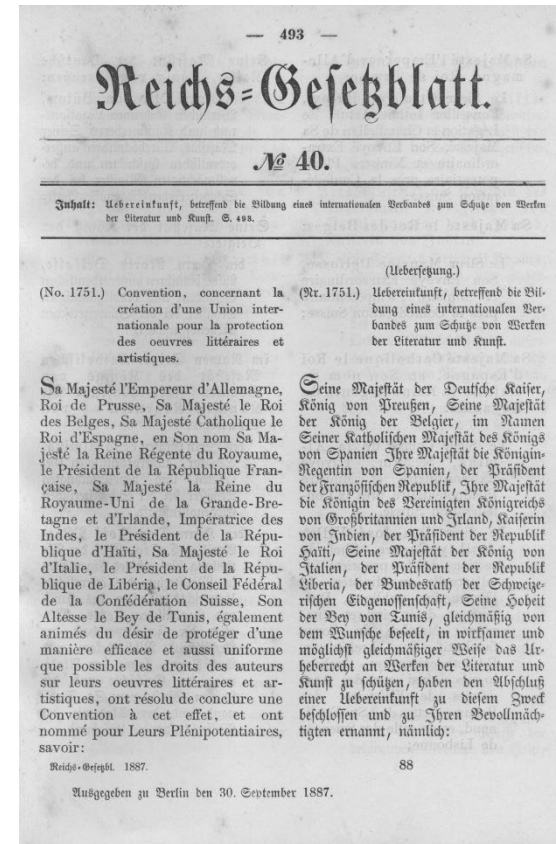 — 493 —
Reichs-Gesetzblatt.
№ 40.
Inhalt: Uebereinkunft, betreffend die Bildung eines internationalen Verbandes zum Schutze von Werken
der Literatur und Kunst. S. 493.
(No. 1751.) Convention, concernant la
création d'une Union inter-
nationale pour la protection
des oeuvres littéraires et
artistiques.
Sa Majesté l'Empereur d'Allemagne,
Roi de Prusse, Sa Majesté le Roi
des Belges, Sa Majesté Catholique le
Roi d'Espagne, en Son nom Sa Ma-
jesté la Reine Régente du Royaume,
le Président de la République Fran-
çaise, Sa Majesté la Reine du
Royaume-Uni de la Grande-Bre-
tagne et d'Irlande, Impératrice des
Indes, le Président de la Répu-
blique d'Haïti, Sa Majesté le Roi
d'Italie, le Président de la Répu-
blique de Libéria, le Conseil Fédéral
de la Confédération Suisse, Son
Altesse le Bey de Tunis, également
animés du désir de protéger d'une
manière efficace et aussi uniforme
que possible les droits des auteurs
sur leurs oeuvres littéraires et ar-
tistiques, ont résolu de conclure une
Convention à cet effet, et ont
nommé pour Leurs Plénipotentiaires,
savoir:
(Uebersetzung.)
(Nr. 1751.) Uebereinkunft, betreffend die Bil-
dung eines internationalen Ver-
bandes zum Schutze von Werken
der Literatur und Kunst.
Seine Majestät der Deutsche Kaiser,
König von Preußen, Seine Majestät
der König der Belgier, im Namen
Seiner Katholischen Majestät des Königs
von Spanien Ihre Majestät die Königin-
Regentin von Spanien, der Präsident
der Französischen Republik, Ihre Majestät
die Königin des Vereinigten Königreichs
von Großbritannien und Irland, Kaiserin
von Indien, der Präsident der Republik
Haïti, Seine Majestät der König von
Italien, der Präsident der Republik
Liberia, der Bundesrath der Schweize-
rischen Eidgenossenschaft, Seine Hoheit
der Bey von Tunis, gleichmäßig von
dem Wunsche beseelt, in wirksamer und
möglichst gleichmäßiger Weise das Ur-
heberrecht an Werken der Literatur und
Kunst zu schützen, haben den Abschluß
einer Uebereinkunft zu diesem Zweck
beschlossen und zu Ihren Bevollmäch-
tigten ernannt, nämlich:
Reichs-Gesetzbl. 1887.
88
Ausgegeben zu Berlin den 30. September 1887.